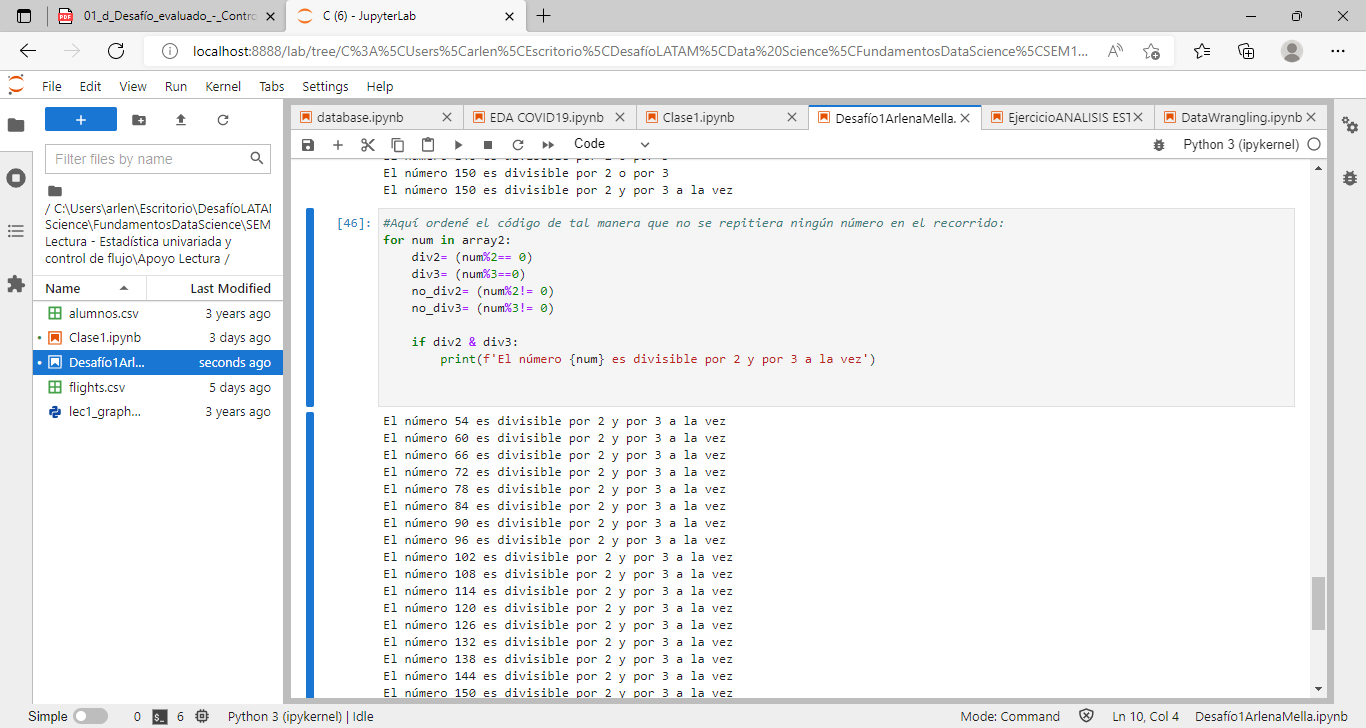 01_d_Desafío_evaluado_-_Contro
C (6) - JupyterLab
localhost:8888/lab/tree/C%3A%5CUsers%5Carlen%5CEscritorio%5CDesafíoLATAM%5CData%20Science%5CFundamentosDataScience%5CSEM1...
File Edit View Run Kernel Tabs Settings Help
database.ipynb
EDA COVID19.ipynb
Clase1.ipynb
Desafío1ArlenaMella.
EjercicioANALISIS EST
DataWrangling.ipynb
Code
Python 3 (ipykernel)
Filter files by name
/ C:\Users\arlen\Escritorio\DesafíoLATAM
Science\FundamentosDataScience\SEM
Lectura - Estadística univariada y
control de flujo\Apoyo Lectura /
Name Last Modified
alumnos.csv 3 years ago
Clase1.ipynb 3 days ago
Desafío1Arl... seconds ago
flights.csv 5 days ago
lec1_graph... 3 years ago
El número 150 es divisible por 2 o por 3
El número 150 es divisible por 2 y por 3 a la vez
[46]:
#Aquí ordené el código de tal manera que no se repitiera ningún número en el recorrido:
for num in array2:
    div2= (num%2== 0)
    div3= (num%3==0)
    no_div2= (num%2!= 0)
    no_div3= (num%3!= 0)
    if div2 & div3:
        print(f'El número {num} es divisible por 2 y por 3 a la vez')
El número 54 es divisible por 2 y por 3 a la vez
El número 60 es divisible por 2 y por 3 a la vez
El número 66 es divisible por 2 y por 3 a la vez
El número 72 es divisible por 2 y por 3 a la vez
El número 78 es divisible por 2 y por 3 a la vez
El número 84 es divisible por 2 y por 3 a la vez
El número 90 es divisible por 2 y por 3 a la vez
El número 96 es divisible por 2 y por 3 a la vez
El número 102 es divisible por 2 y por 3 a la vez
El número 108 es divisible por 2 y por 3 a la vez
El número 114 es divisible por 2 y por 3 a la vez
El número 120 es divisible por 2 y por 3 a la vez
El número 126 es divisible por 2 y por 3 a la vez
El número 132 es divisible por 2 y por 3 a la vez
El número 138 es divisible por 2 y por 3 a la vez
El número 144 es divisible por 2 y por 3 a la vez
El número 150 es divisible por 2 y por 3 a la vez
Simple 0 6 Python 3 (ipykernel) | Idle Mode: Command Ln 10, Col 4 Desafío1ArlenaMella.ipynb